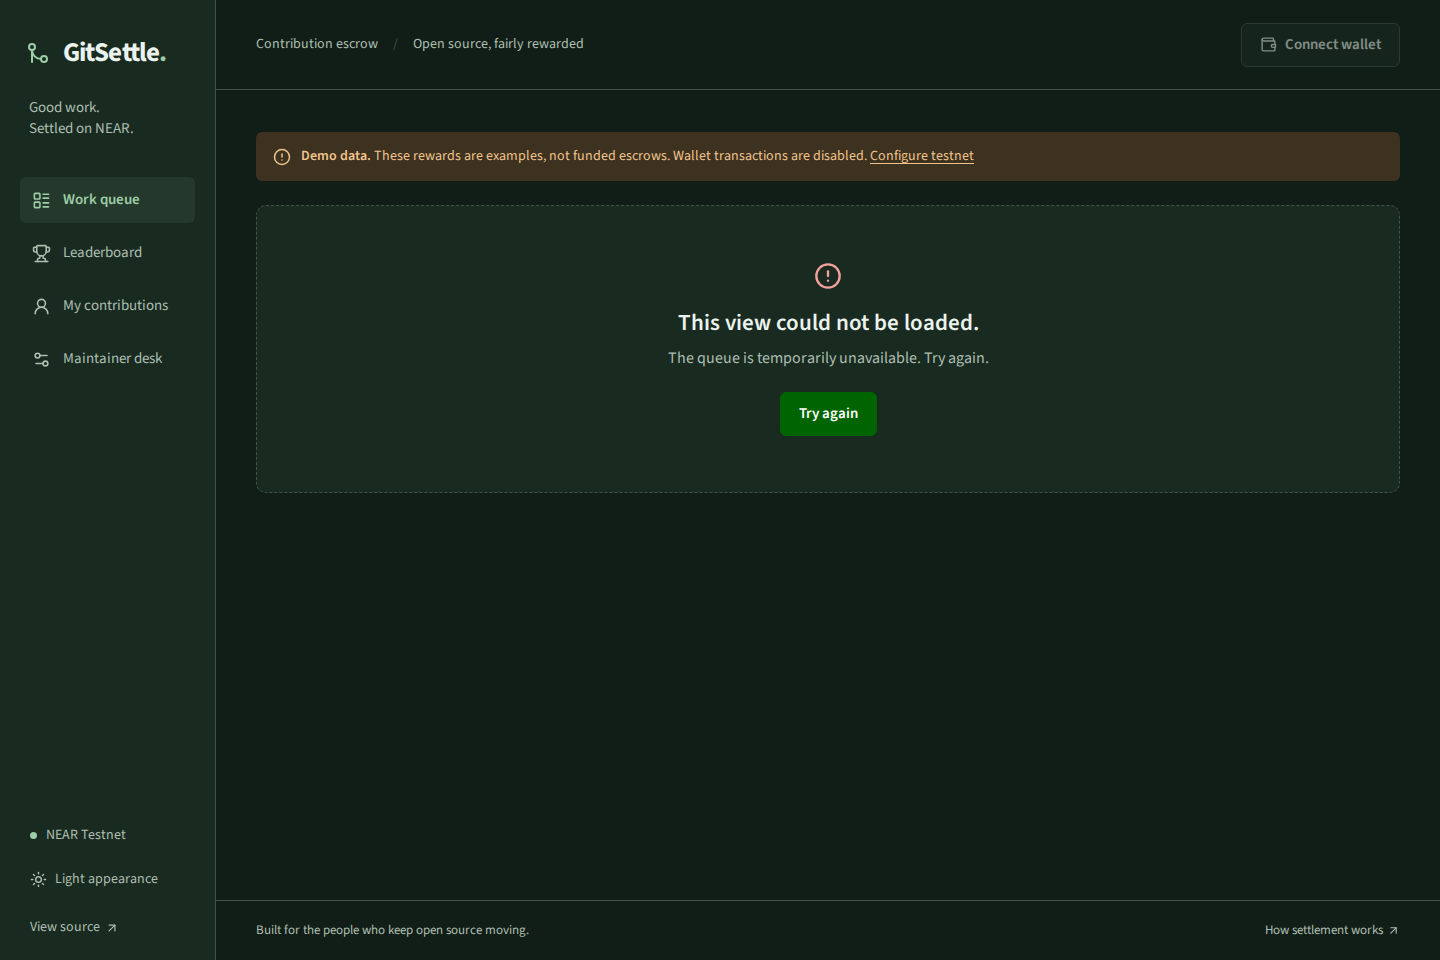 GitSettle.
Good work.
Settled on NEAR.
Work queue
Leaderboard
My contributions
Maintainer desk
NEAR Testnet
Light appearance
View source
Contribution escrow / Open source, fairly rewarded
Connect wallet
Demo data. These rewards are examples, not funded escrows. Wallet transactions are disabled. Configure testnet
This view could not be loaded.
The queue is temporarily unavailable. Try again.
Try again
Built for the people who keep open source moving.
How settlement works